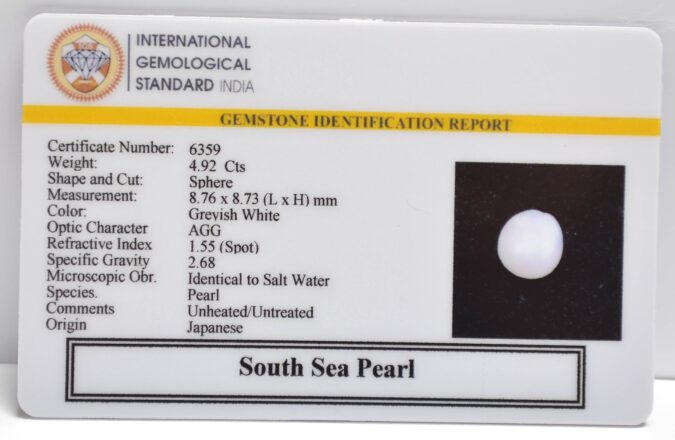 INTERNATIONAL
GEMOLOGICAL
STANDARD INDIA
GEMSTONE IDENTIFICATION REPORT
Certificate Number: 6359
Weight: 4.92 Cts
Shape and Cut: Sphere
Measurement: 8.76 x 8.73 (L x H) mm
Color: Greyish White
Optic Character AGG
Refractive Index 1.55 (Spot)
Specific Gravity 2.68
Microscopic Obr. Identical to Salt Water
Species. Pearl
Comments Unheated/Untreated
Origin Japanese
South Sea Pearl